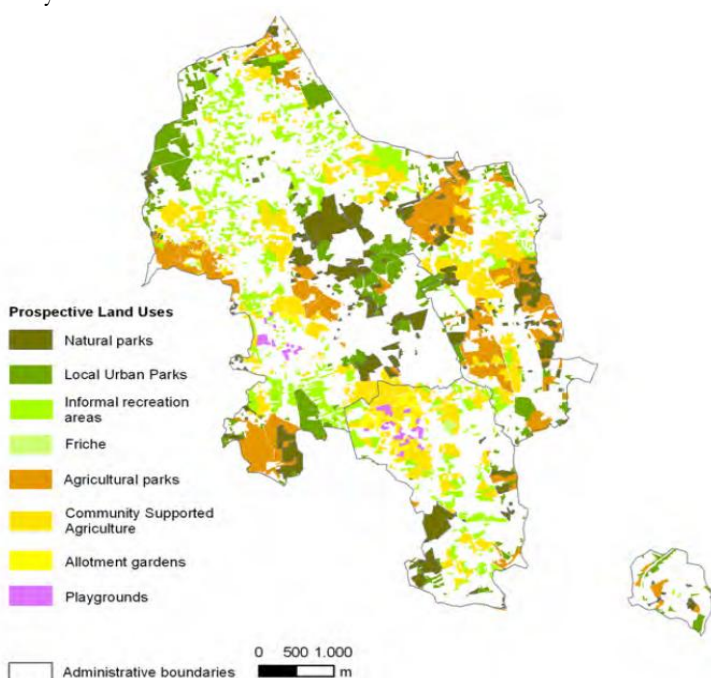 Prospective Land Uses
Natural parks
Local Urban Parks
Informal recreation
areas
Friche
Agricultural parks
Community Supported
Agriculture
Allotment gardens
Playgrounds
0 500 1.000
Administrative boundaries
m